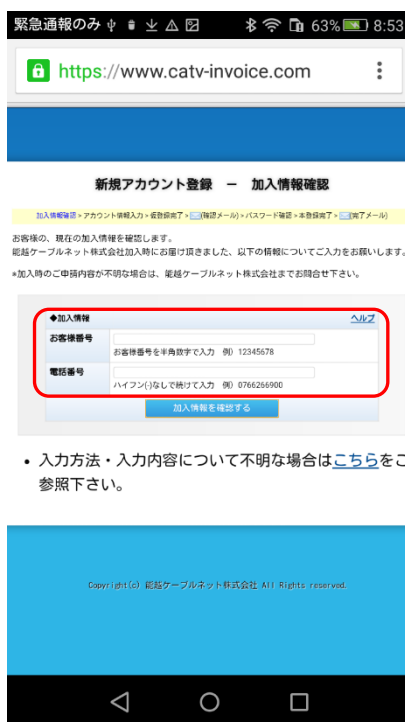 緊急通報のみ 63% 8:53
https://www.catv-invoice.com
新規アカウント登録 － 加入情報確認
加入情報確認 > アカウント情報入力 > 仮登録完了 > (確認メール) > パスワード確認 > 本登録完了 > (完了メール)
お客様の、現在の加入情報を確認します。
能越ケーブルネット株式会社加入時にお届け頂きました、以下の情報についてご入力をお願いします。
※加入時のご申請内容が不明な場合は、能越ケーブルネット株式会社までお問合せ下さい。
◆加入情報 ヘルプ
お客様番号
お客様番号を半角数字で入力 例）12345678
電話番号
ハイフン(-)なしで続けて入力 例）0766266900
加入情報を確認する
• 入力方法・入力内容について不明な場合はこちらをご
参照下さい。
Copyright(c) 能越ケーブルネット株式会社 All Rights reserved.